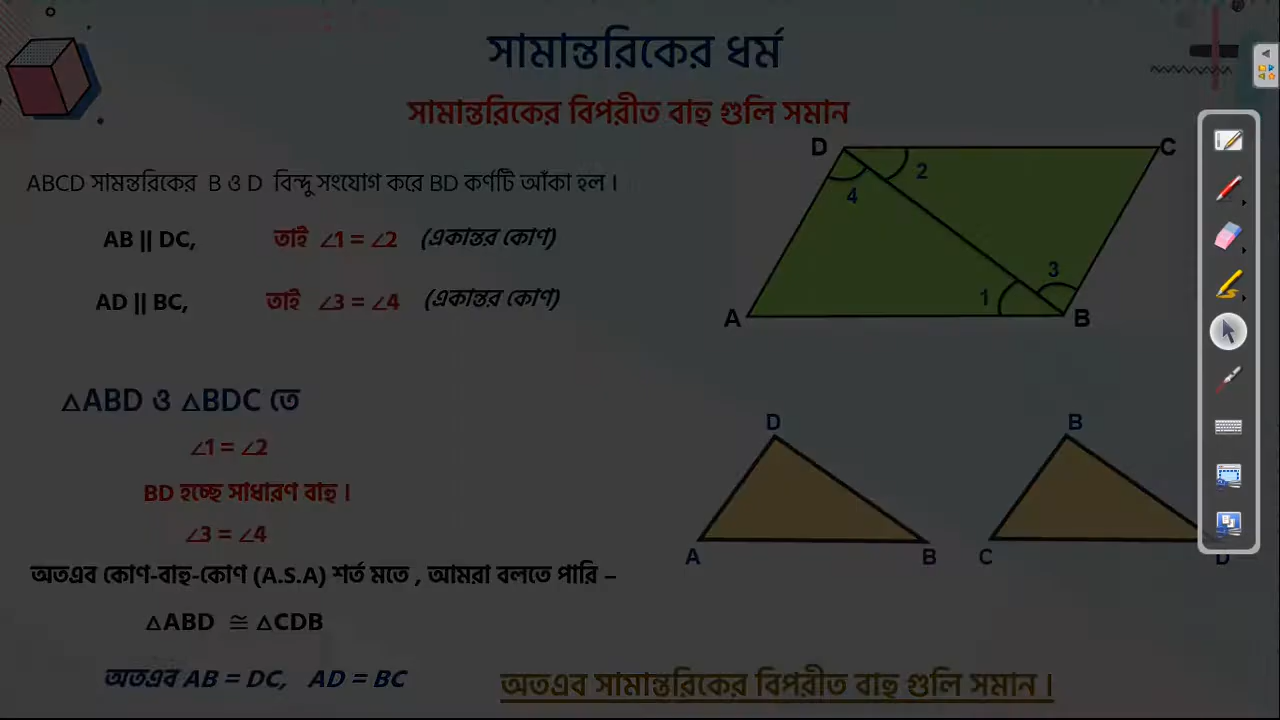 সামান্তরিকের ধর্ম
সামান্তরিকের বিপরীত বাহু গুলি সমান
ABCD সামন্তরিকের B ও D বিন্দু সংযোগ করে BD কর্ণটি আঁকা হল ।
AB || DC, তাই ∠1 = ∠2 (একান্তর কোণ)
AD || BC, তাই ∠3 = ∠4 (একান্তর কোণ)
D
C
2
4
3
1
A
B
△ABD ও △BDC তে
∠1 = ∠2
BD হচ্ছে সাধারণ বাহু ।
∠3 = ∠4
অতএব কোণ-বাহু-কোণ (A.S.A) শর্ত মতে , আমরা বলতে পারি –
△ABD ≅ △CDB
অতএব AB = DC, AD = BC
D
A
B
B
C
D
অতএব সামান্তরিকের বিপরীত বাহু গুলি সমান ।